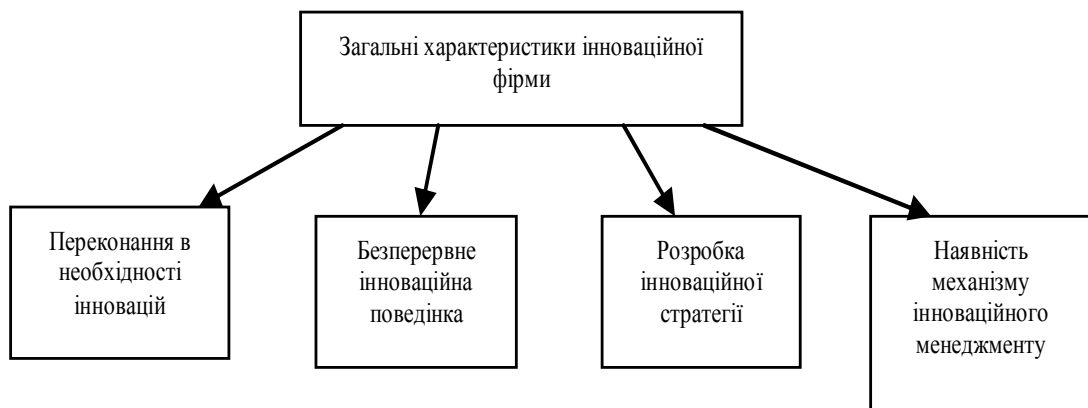 Загальні характеристики інноваційної
фірми
Переконання в
необхідності
інновацій
Безперервне
інноваційна
поведінка
Розробка
інноваційної
стратегії
Наявність
механізму
інноваційного
менеджменту